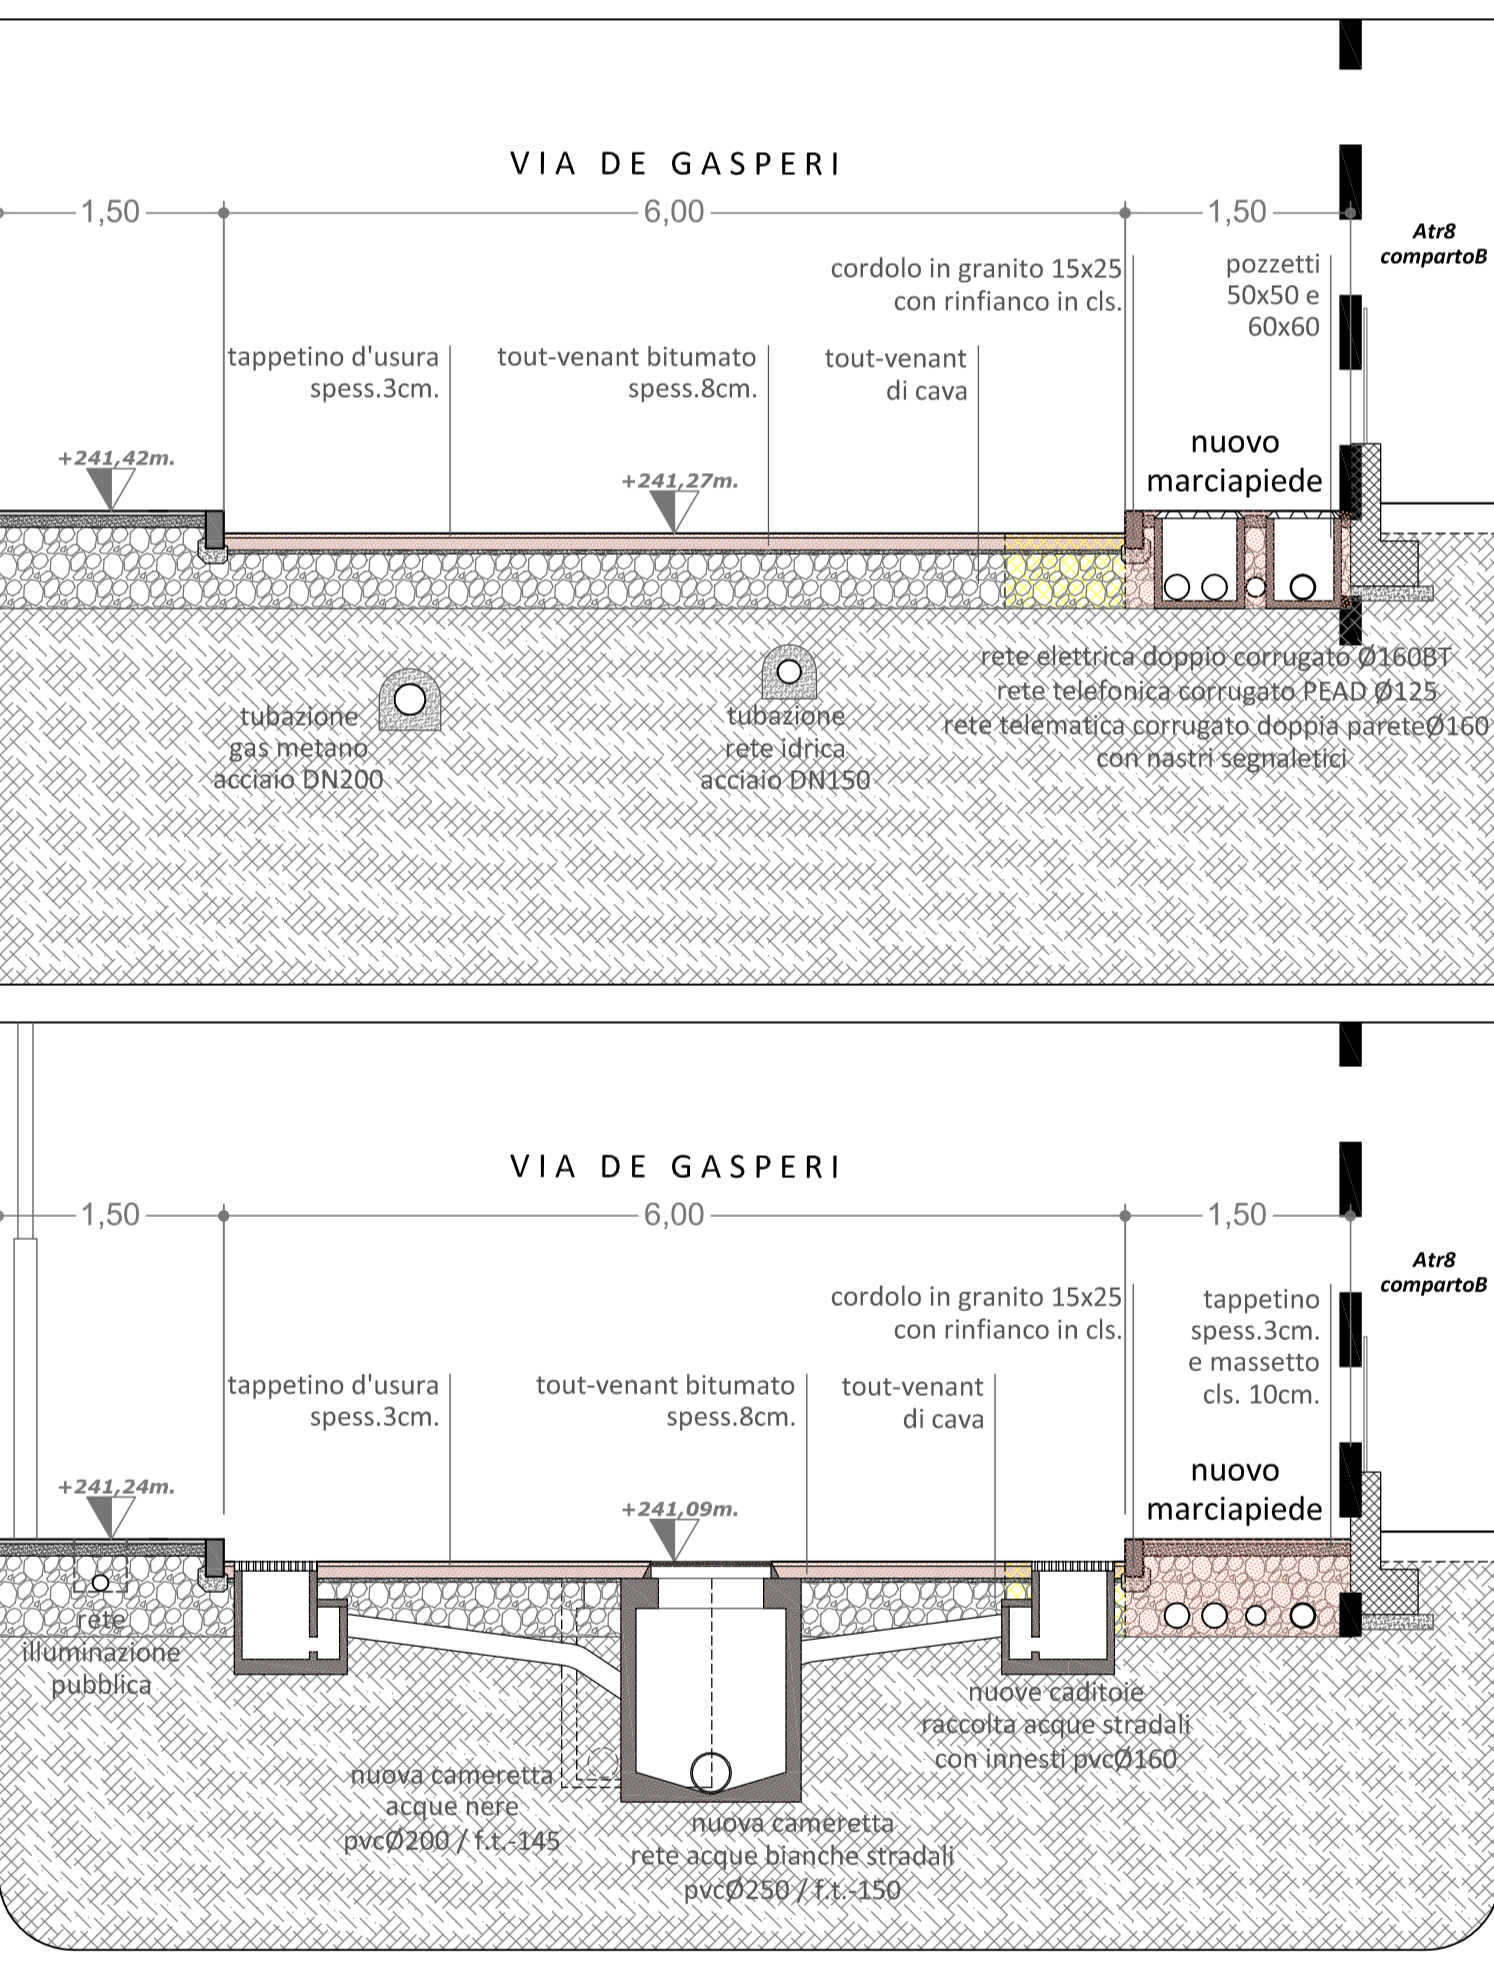 VIA DE GASPERI
1,50
6,00
1,50
Atr8
compartoB
cordolo in granito 15x25
con rinfianco in cls.
pozzetti
50x50 e
60x60
tappetino d'usura
spess.3cm.
tout-venant bitumato
spess.8cm.
tout-venant
di cava
nuovo
marciapiede
+241,42m.
+241,27m.
rete elettrica doppio corrugato Ø160BT
rete telefonica corrugato PEAD Ø125
rete telematica corrugato doppia pareteØ160
con nastri segnaletici
tubazione
gas metano
acciaio DN200
tubazione
rete idrica
acciaio DN150
VIA DE GASPERI
1,50
6,00
1,50
Atr8
compartoB
cordolo in granito 15x25
con rinfianco in cls.
tappetino
spess.3cm.
e massetto
cls. 10cm.
tappetino d'usura
spess.3cm.
tout-venant bitumato
spess.8cm.
tout-venant
di cava
nuovo
marciapiede
+241,24m.
+241,09m.
rete
illuminazione
pubblica
nuove caditoie
raccolta acque stradali
con innesti pvcØ160
nuova cameretta
acque nere
pvcØ200 / f.t.-145
nuova cameretta
rete acque bianche stradali
pvcØ250 / f.t.-150